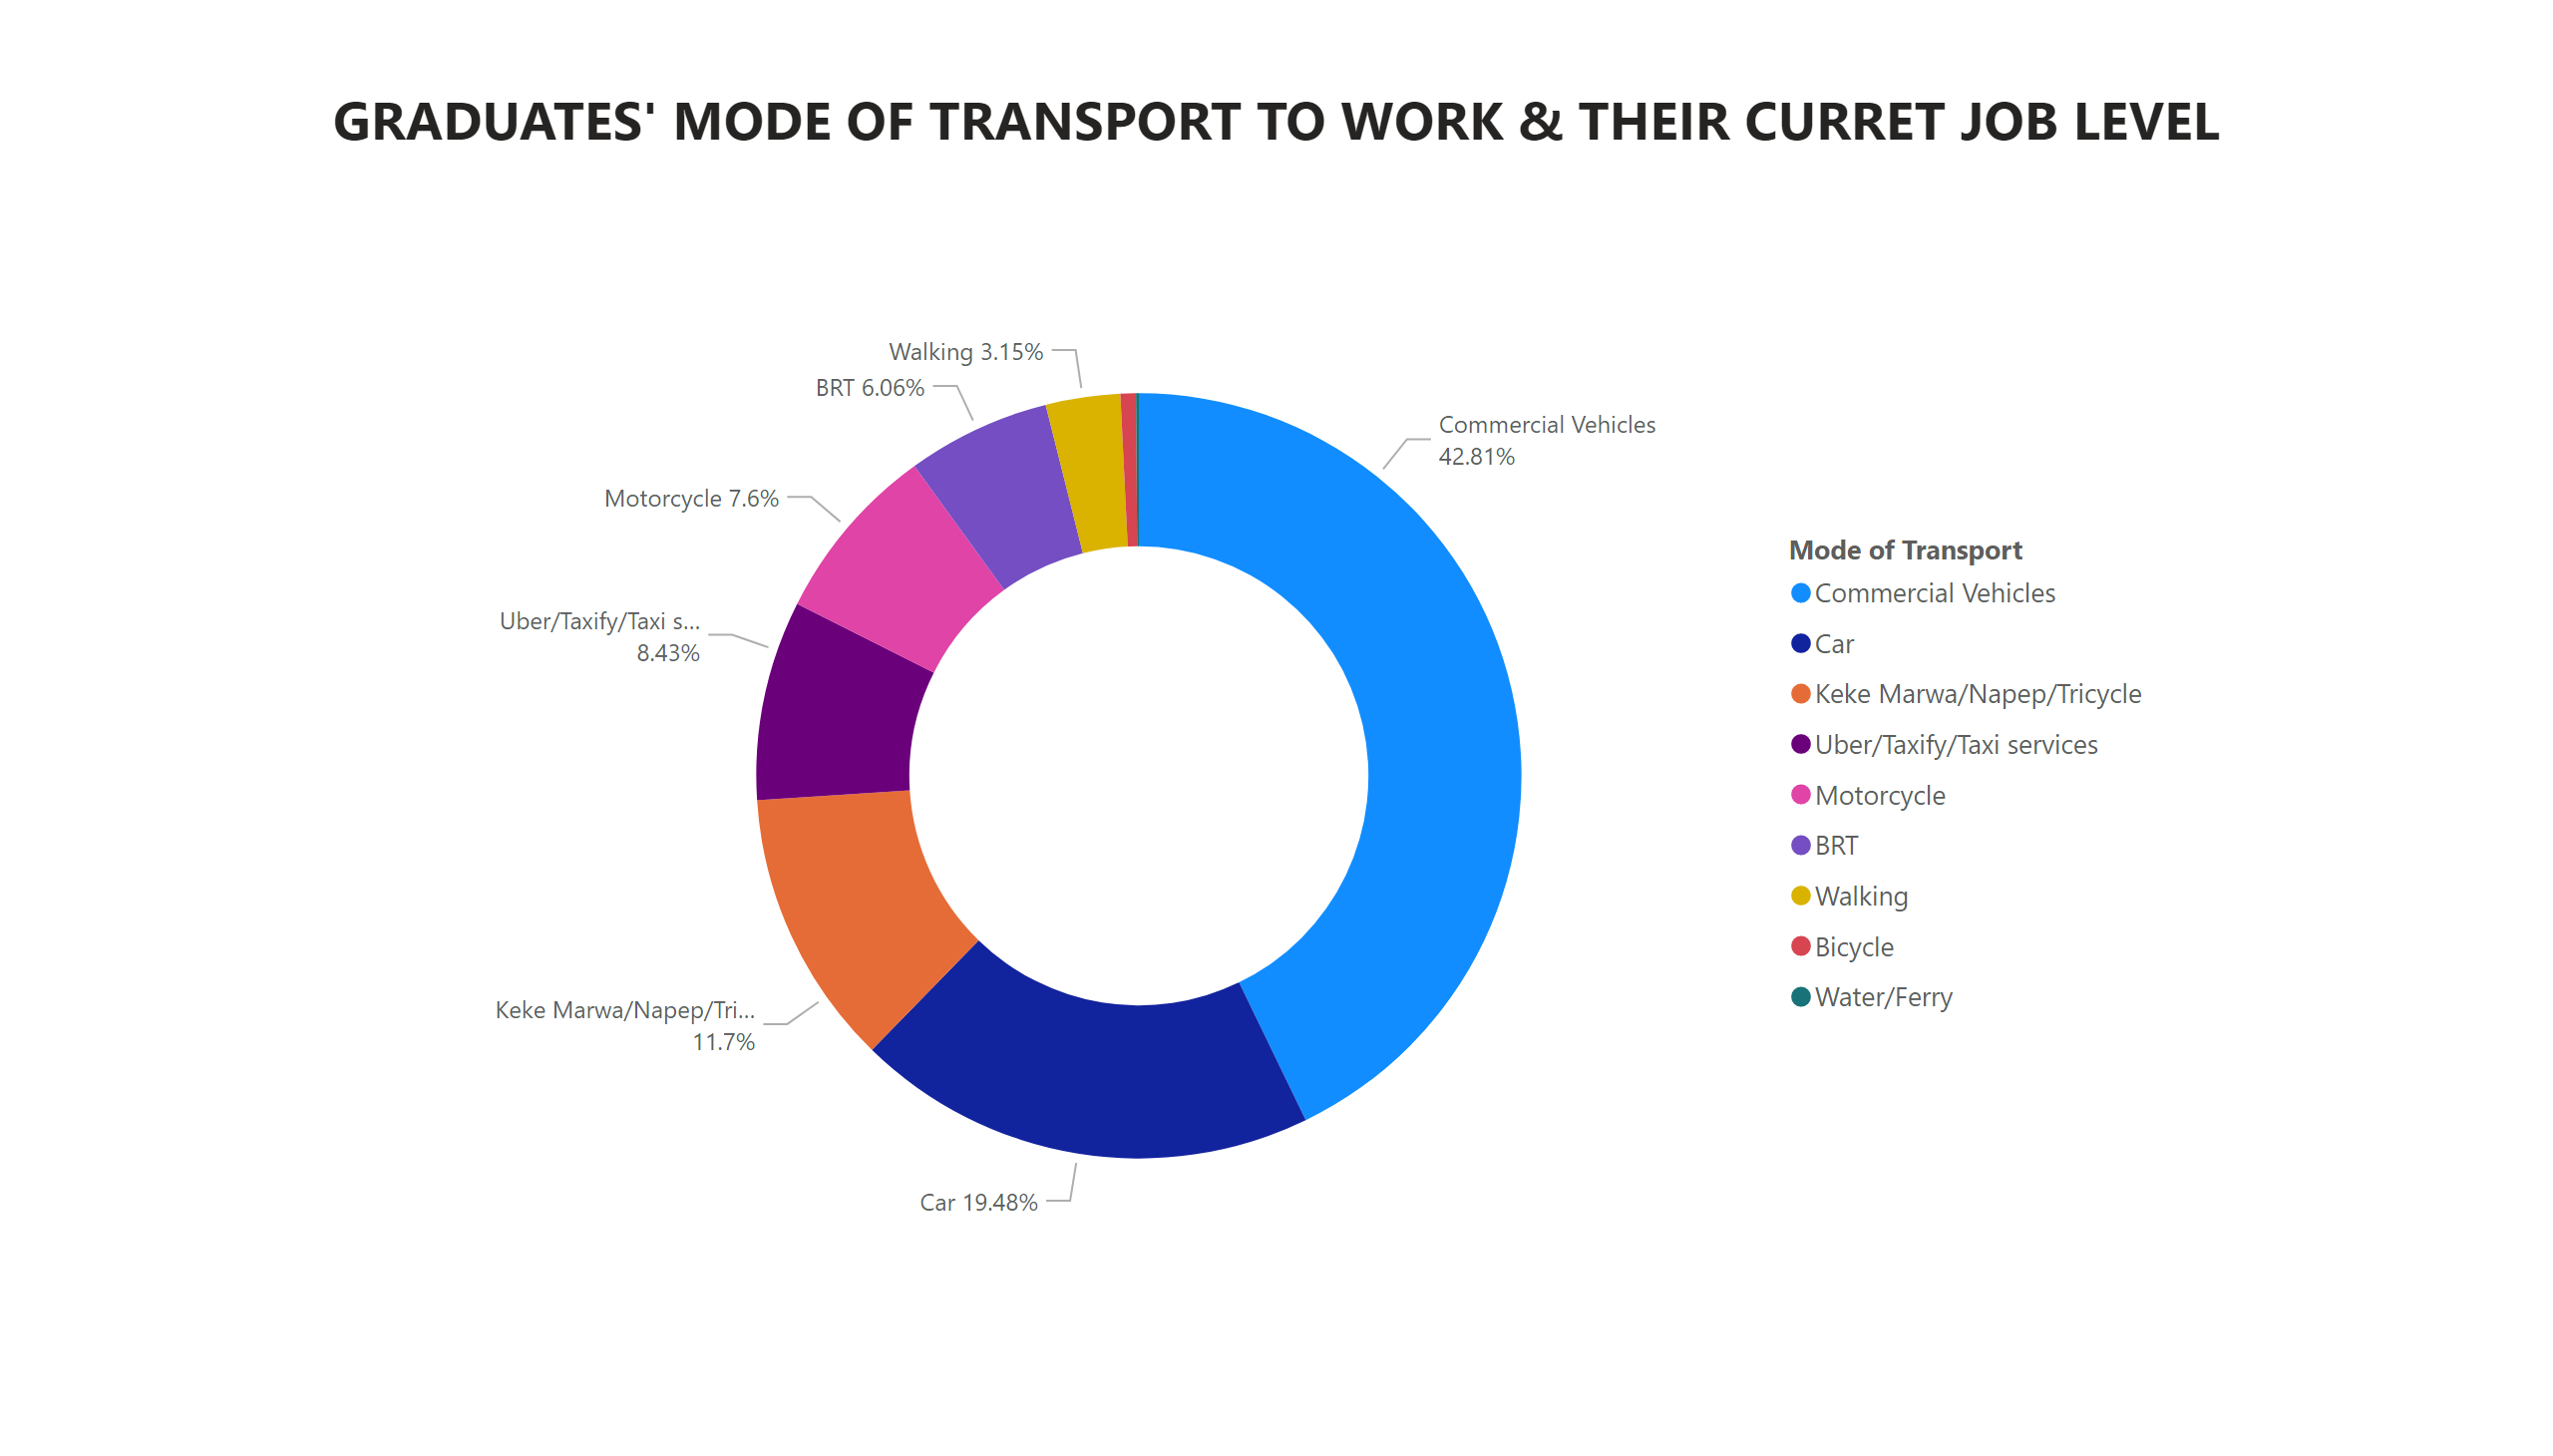 GRADUATES' MODE OF TRANSPORT TO WORK & THEIR CURRET JOB LEVEL
Walking 3.15%
BRT 6.06%
Commercial Vehicles
42.81%
Motorcycle 7.6%
Uber/Taxify/Taxi s...
8.43%
Keke Marwa/Napep/Tri...
11.7%
Car 19.48%
Mode of Transport
Commercial Vehicles
Car
Keke Marwa/Napep/Tricycle
Uber/Taxify/Taxi services
Motorcycle
BRT
Walking
Bicycle
Water/Ferry